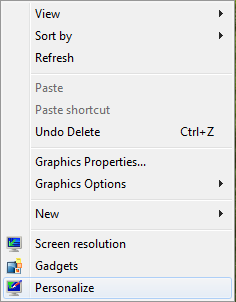 View
Sort by
Refresh
Paste
Paste shortcut
Undo Delete Ctrl+Z
Graphics Properties...
Graphics Options
New
Screen resolution
Gadgets
Personalize